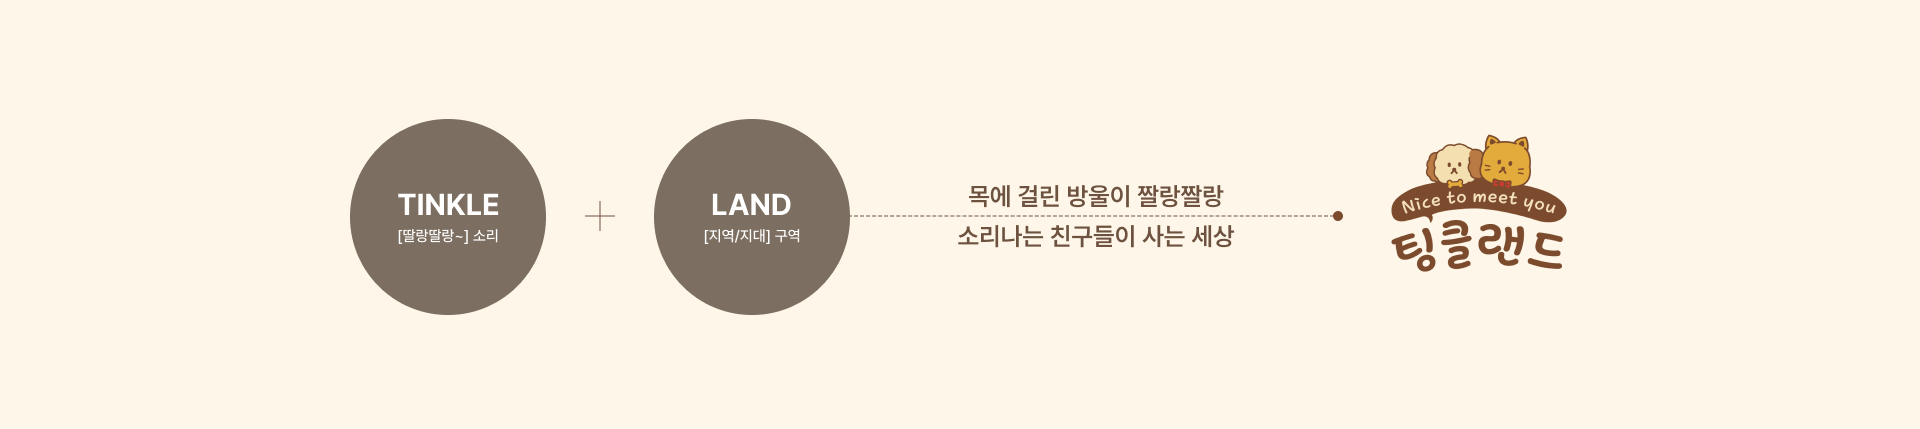 TINKLE
[딸랑딸랑~] 소리
LAND
[지역/지대] 구역
목에 걸린 방울이 짤랑짤랑
소리나는 친구들이 사는 세상
Nice to meet you
팅클랜드